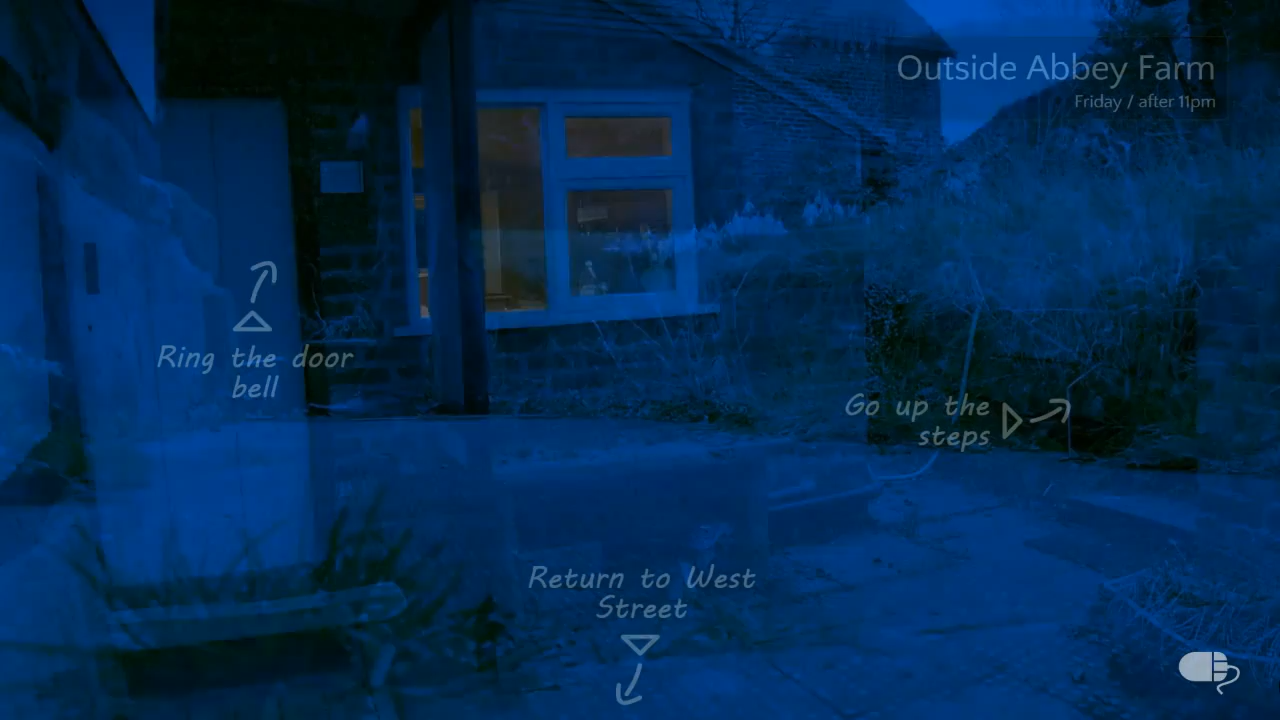 Outside Abbey Farm
Friday / after 11pm
Ring the door
bell
Go up the
steps
Return to West
Street